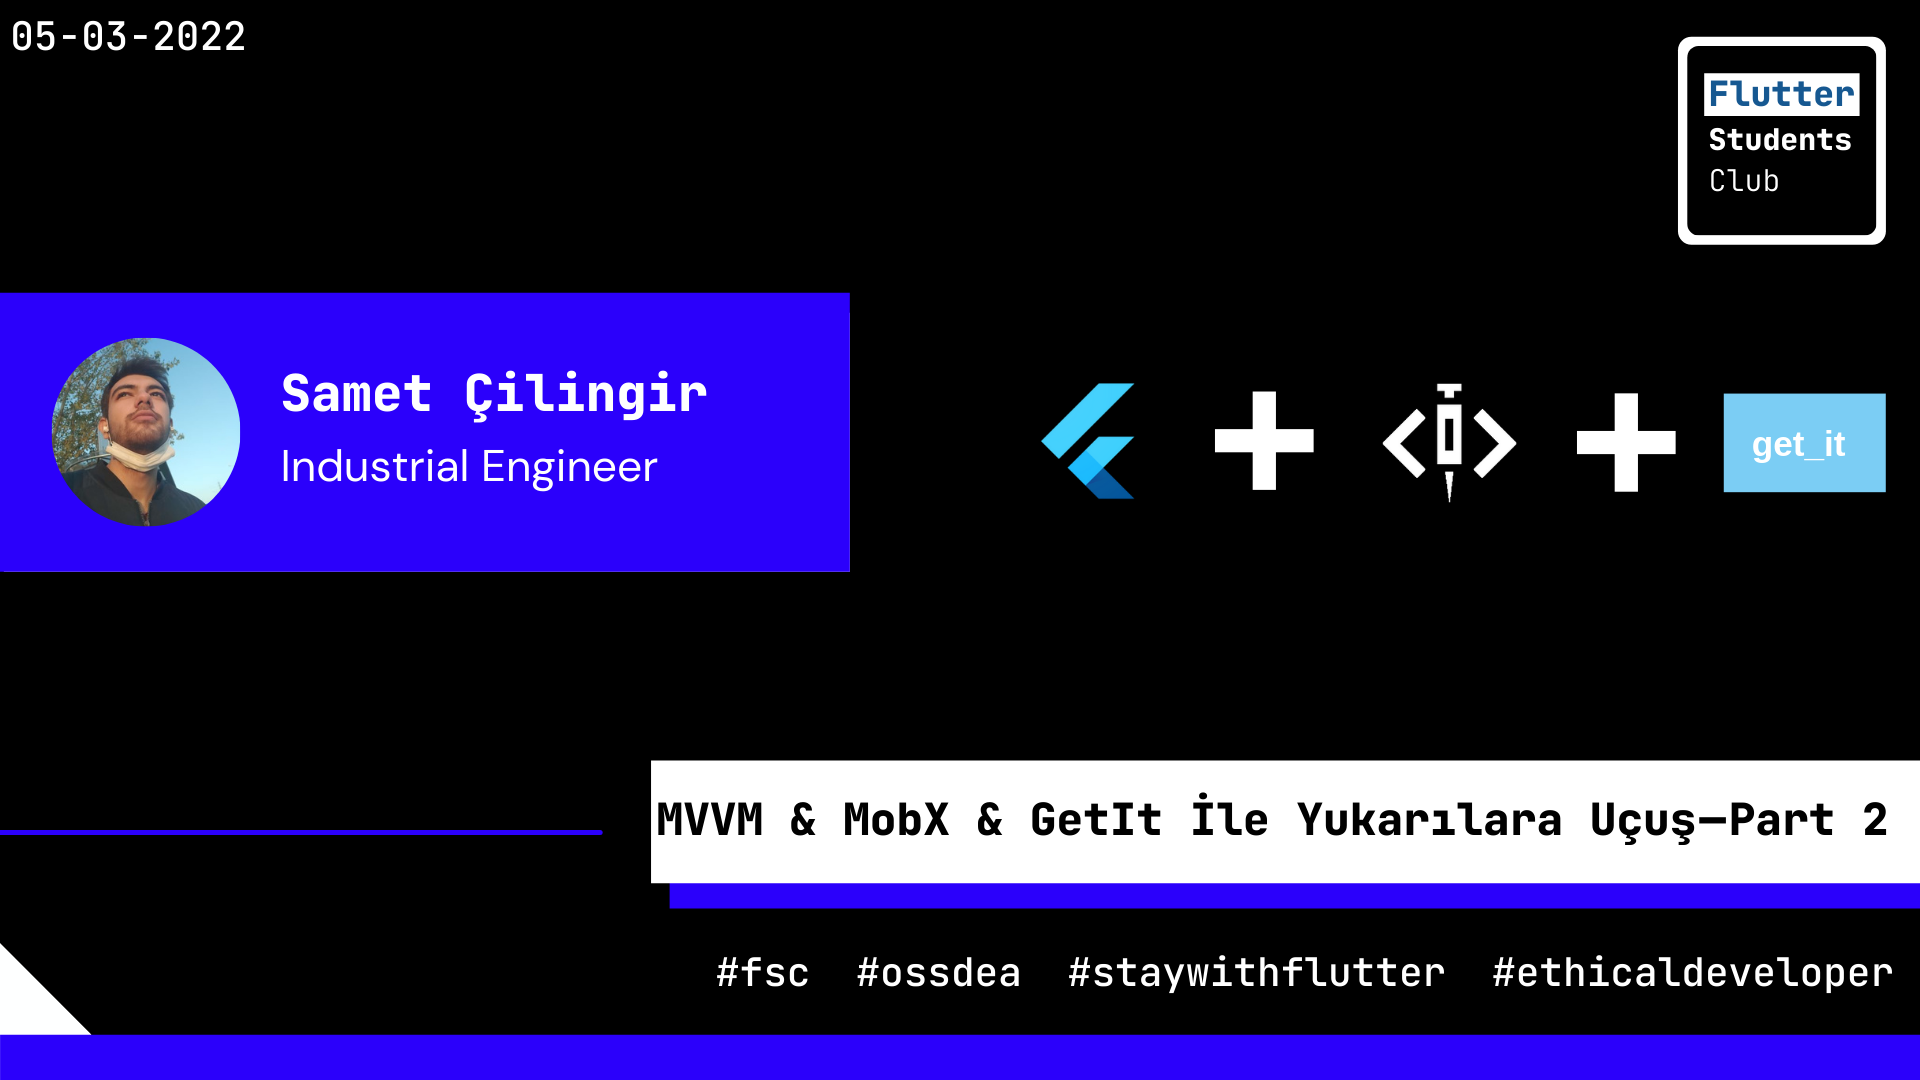 05-03-2022
Flutter
Students
Club
Samet Çilingir
Industrial Engineer
get_it
MVVM & MobX & GetIt İle Yukarılara Uçuş—Part 2
#fsc #ossdea #staywithflutter #ethicaldeveloper